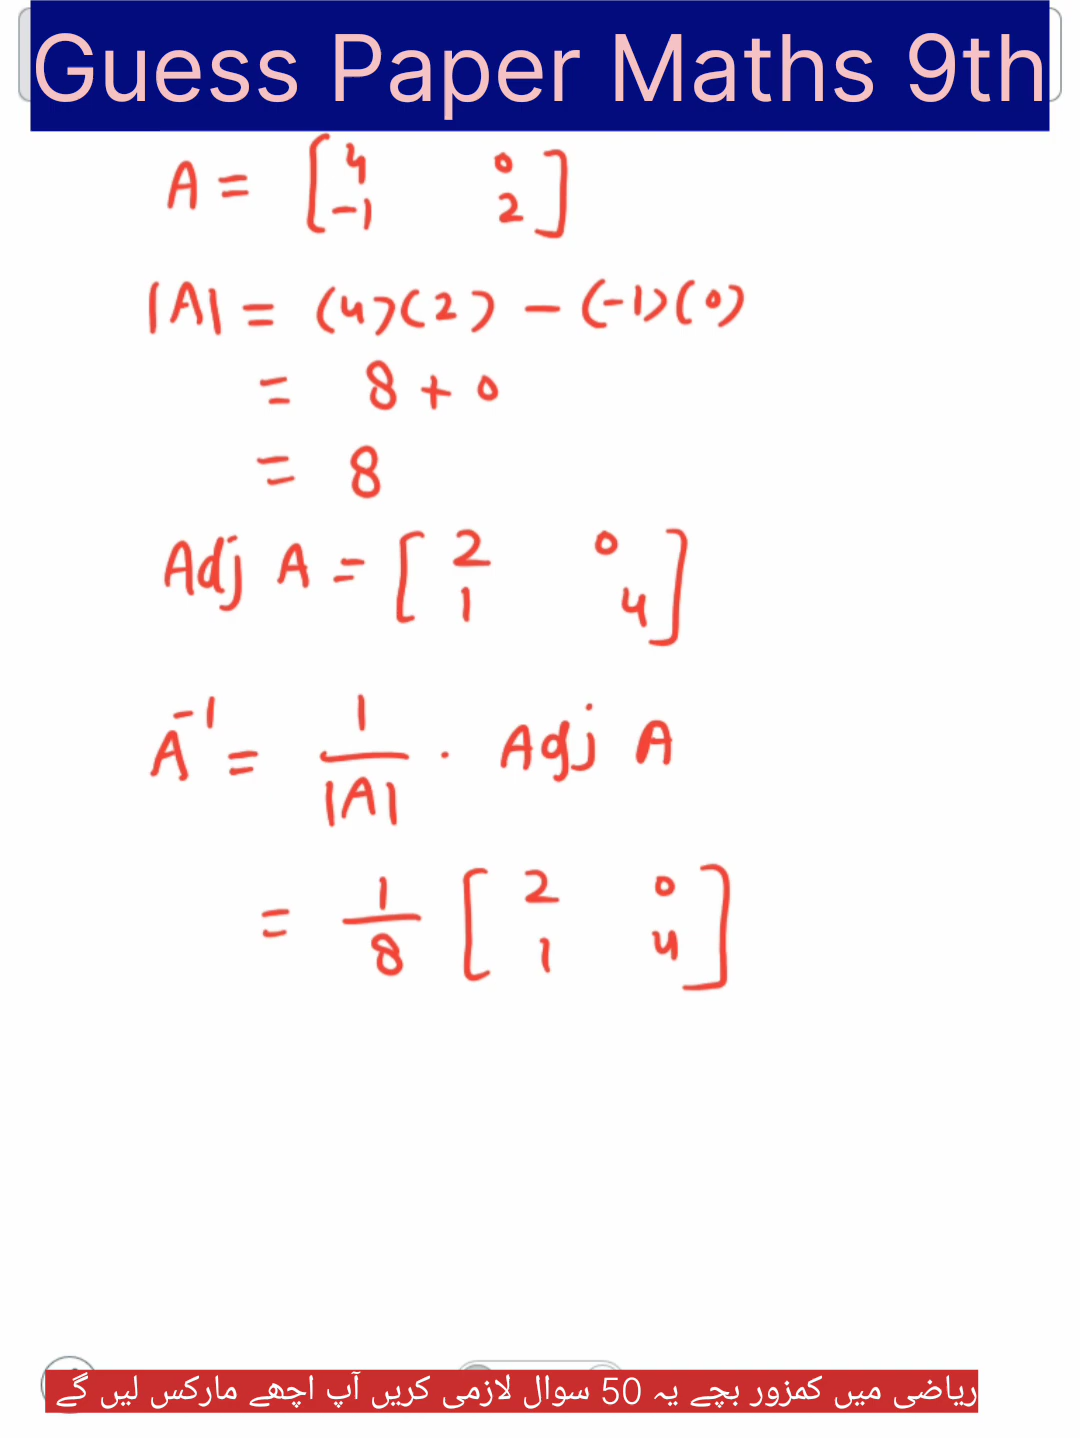 Guess Paper Maths 9th
A = [ 4 0
-1 2 ]
|A| = (4)(2) - (-1)(0)
= 8 + 0
= 8
Adj A = [ 2 0
1 4 ]
A⁻¹ = 1/|A| . Adj A
= 1/8 [ 2 0
1 4 ]
ریاضی میں کمزور بچے یہ 50 سوال لازمی کریں آپ اچھے مارکس لیں گے